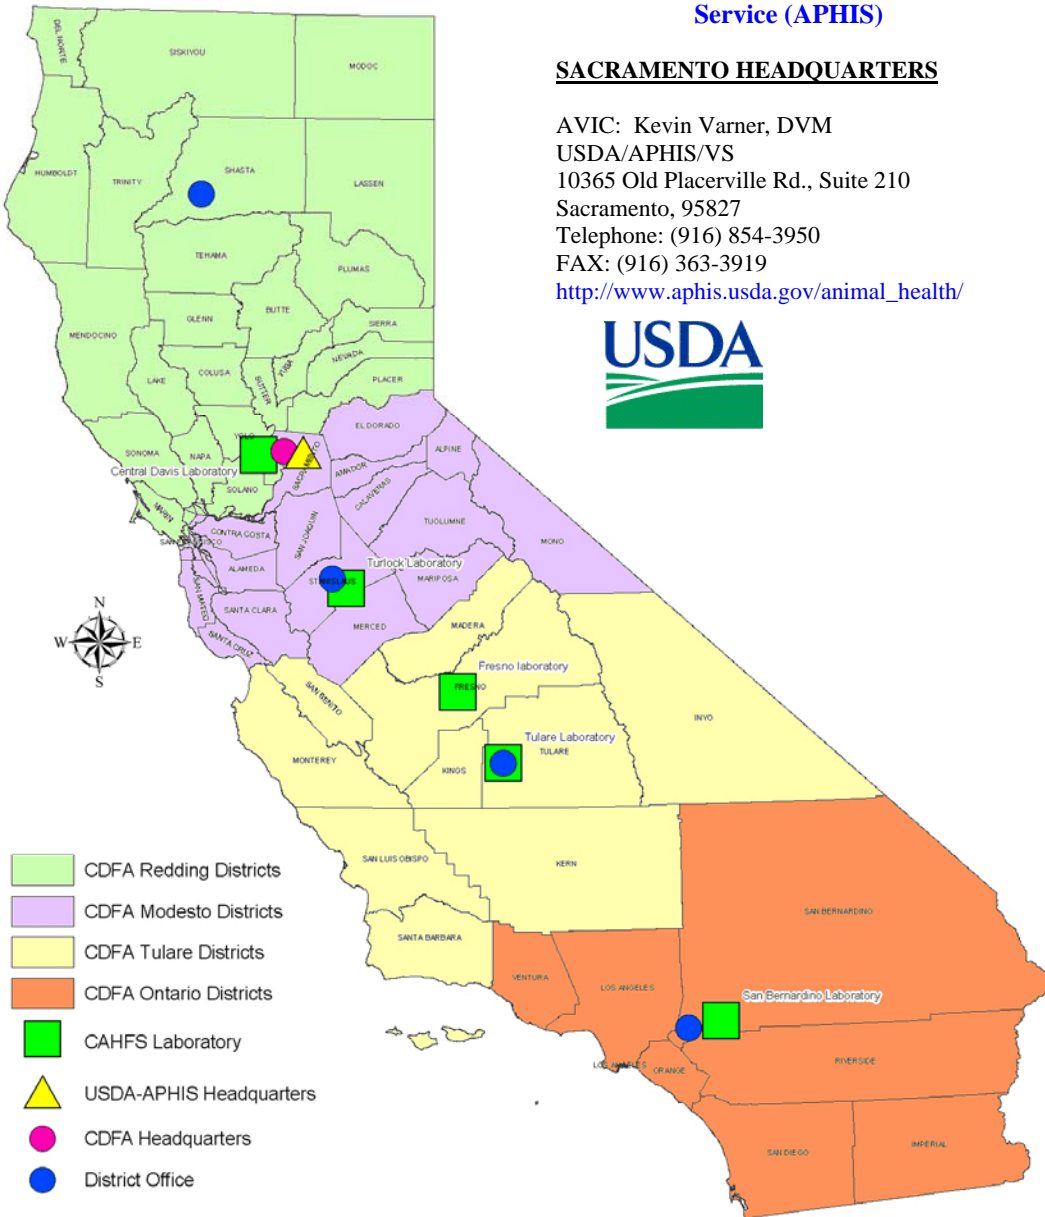 Service (APHIS)
SACRAMENTO HEADQUARTERS
AVIC: Kevin Varner, DVM
USDA/APHIS/VS
10365 Old Placerville Rd., Suite 210
Sacramento, 95827
Telephone: (916) 854-3950
FAX: (916) 363-3919
http://www.aphis.usda.gov/animal_health/
USDA
DEL NORTE
SISKIYOU
MODOC
HUMBOLDT
TRINITY
SHASTA
LASSEN
TEHAMA
PLUMAS
MENDOCINO
GLENN
BUTTE
SIERRA
LAKE
COLUSA
SUTTER
YUBA
NEVADA
PLACER
SONOMA
NAPA
YOLO
SACRAMENTO
EL DORADO
ALPINE
Central Davis Laboratory
SOLANO
AMADOR
CALAVERAS
MARIN
SAN FRANCISCO
CONTRA COSTA
SAN JOAQUIN
TUOLUMNE
MONO
ALAMEDA
Turlock Laboratory
STANISLAUS
MARIPOSA
SAN MATEO
SANTA CLARA
MERCED
SANTA CRUZ
MADERA
N
W
E
S
Fresno laboratory
FRESNO
SAN BENITO
INYO
MONTEREY
Tulare Laboratory
KINGS
TULARE
SAN LUIS OBISPO
KERN
SANTA BARBARA
SAN BERNARDINO
VENTURA
LOS ANGELES
San Bernardino Laboratory
LOS ANGELES
ORANGE
RIVERSIDE
SAN DIEGO
IMPERIAL
CDFA Redding Districts
CDFA Modesto Districts
CDFA Tulare Districts
CDFA Ontario Districts
CAHFS Laboratory
USDA-APHIS Headquarters
CDFA Headquarters
District Office